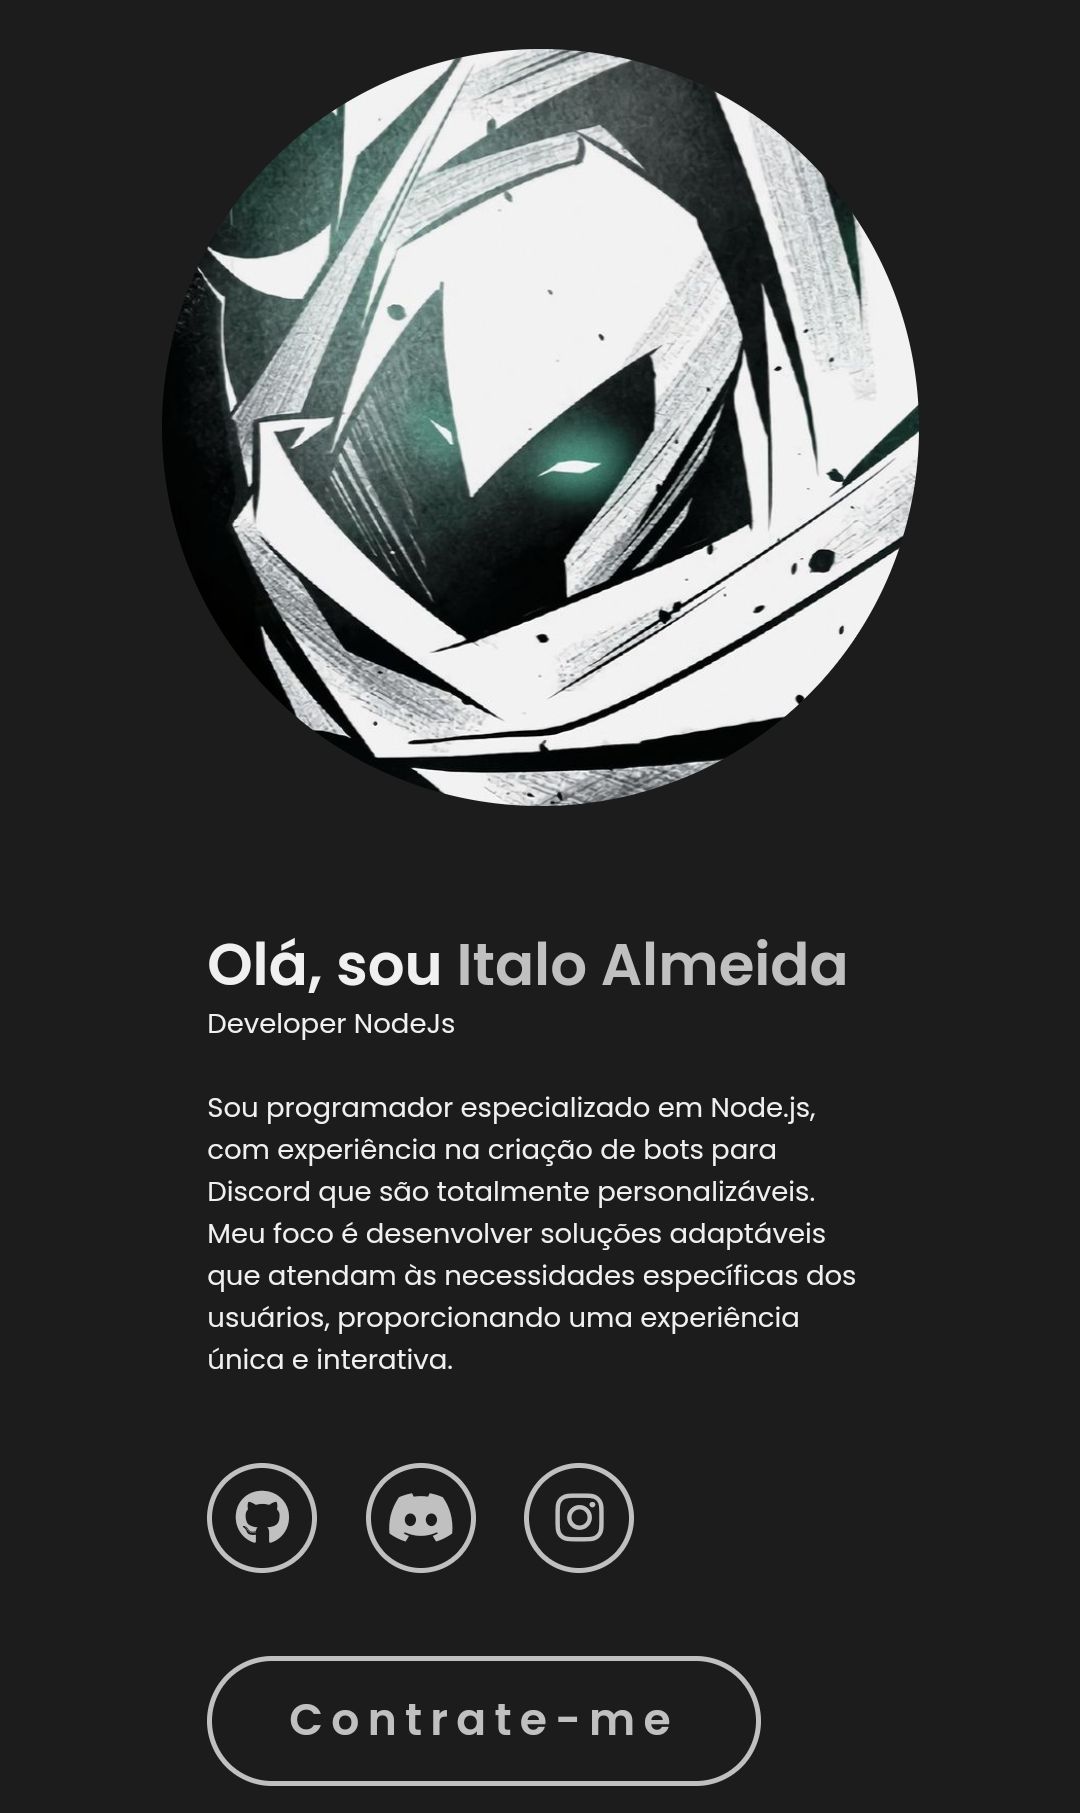 Olá, sou Italo Almeida
Developer NodeJs
Sou programador especializado em Node.js,
com experiência na criação de bots para
Discord que são totalmente personalizáveis.
Meu foco é desenvolver soluções adaptáveis
que atendam às necessidades específicas dos
usuários, proporcionando uma experiência
única e interativa.
Contrate-me